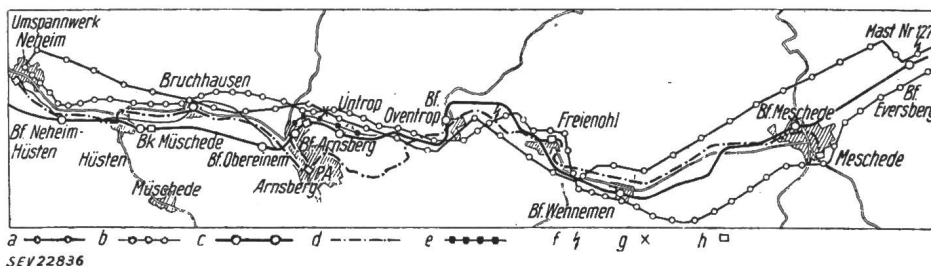 Umspannwerk
Neheim
Mast Nr 127
Bruchhausen
Untrop
Bf.
Oventrop
Freienohl
Bf. Meschede
Bf.
Eversberg
Bf. Neheim-
Hüsten
Hüsten
Bk Müschede
Bf. Obereinem
Bf. Arnsberg
PA
Arnsberg
Müschede
Meschede
Bf. Wennemen
a b c d e f g h
SEV22836